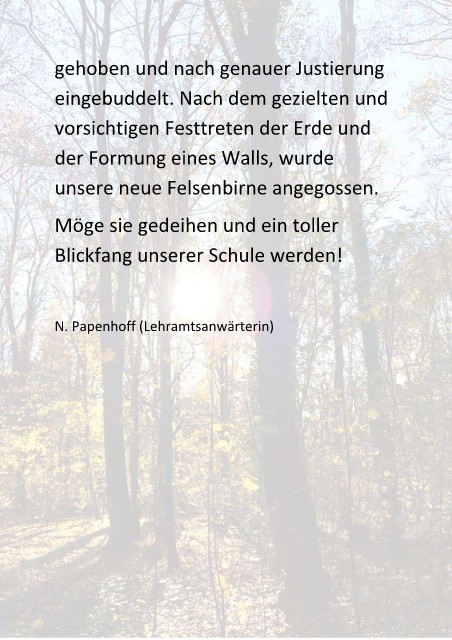 gehoben und nach genauer Justierung
eingebuddelt. Nach dem gezielten und
vorsichtigen Festtreten der Erde und
der Formung eines Walls, wurde
unsere neue Felsenbirne angegossen.
Möge sie gedeihen und ein toller
Blickfang unserer Schule werden!
N. Papenhoff (Lehramtsanwärterin)